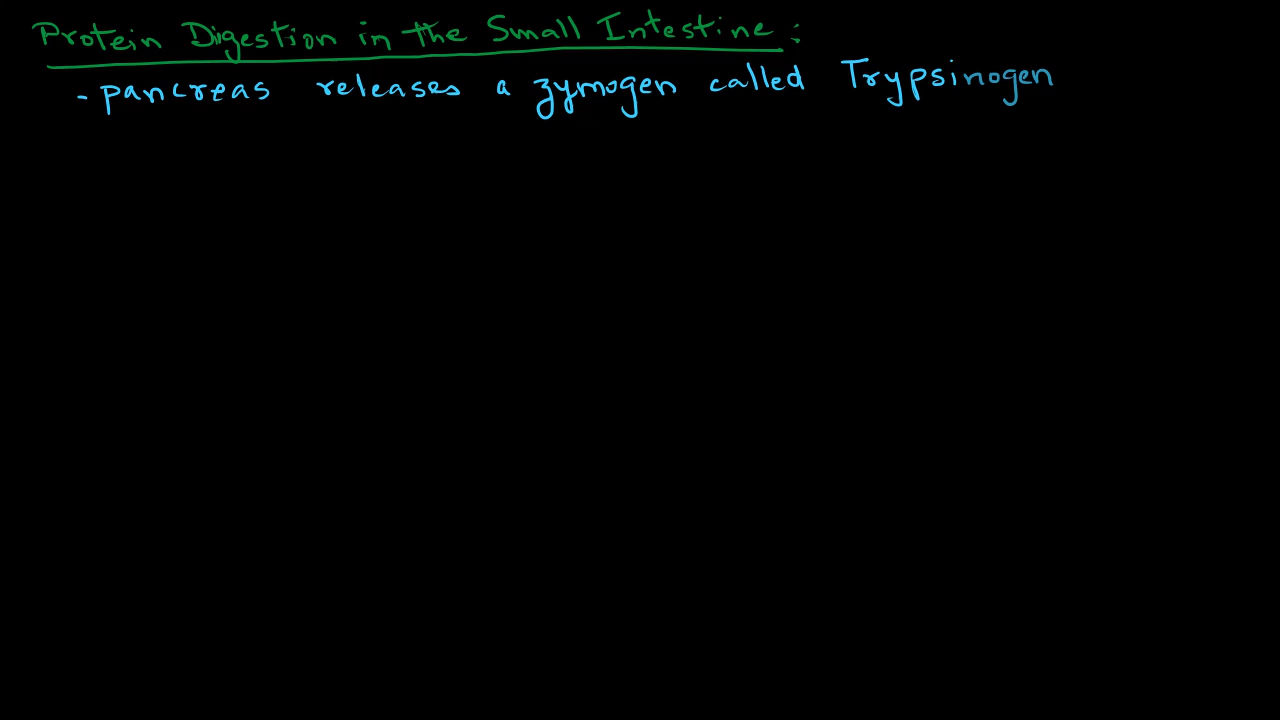 Protein Digestion in the Small Intestine :
- pancreas releases a zymogen called Trypsinogen